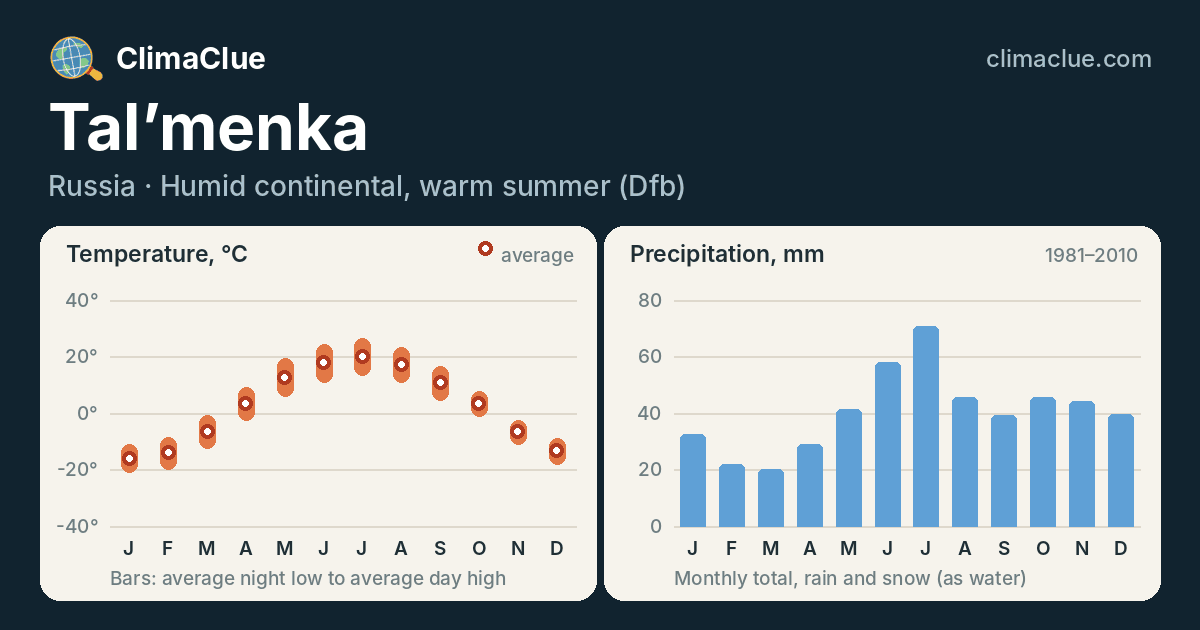 ClimaClue
climaclue.com
Tal’menka
Russia · Humid continental, warm summer (Dfb)
Temperature, °C
average
40°
20°
0°
-20°
-40°
J F M A M J J A S O N D
Bars: average night low to average day high
Precipitation, mm
1981–2010
80
60
40
20
0
J F M A M J J A S O N D
Monthly total, rain and snow (as water)